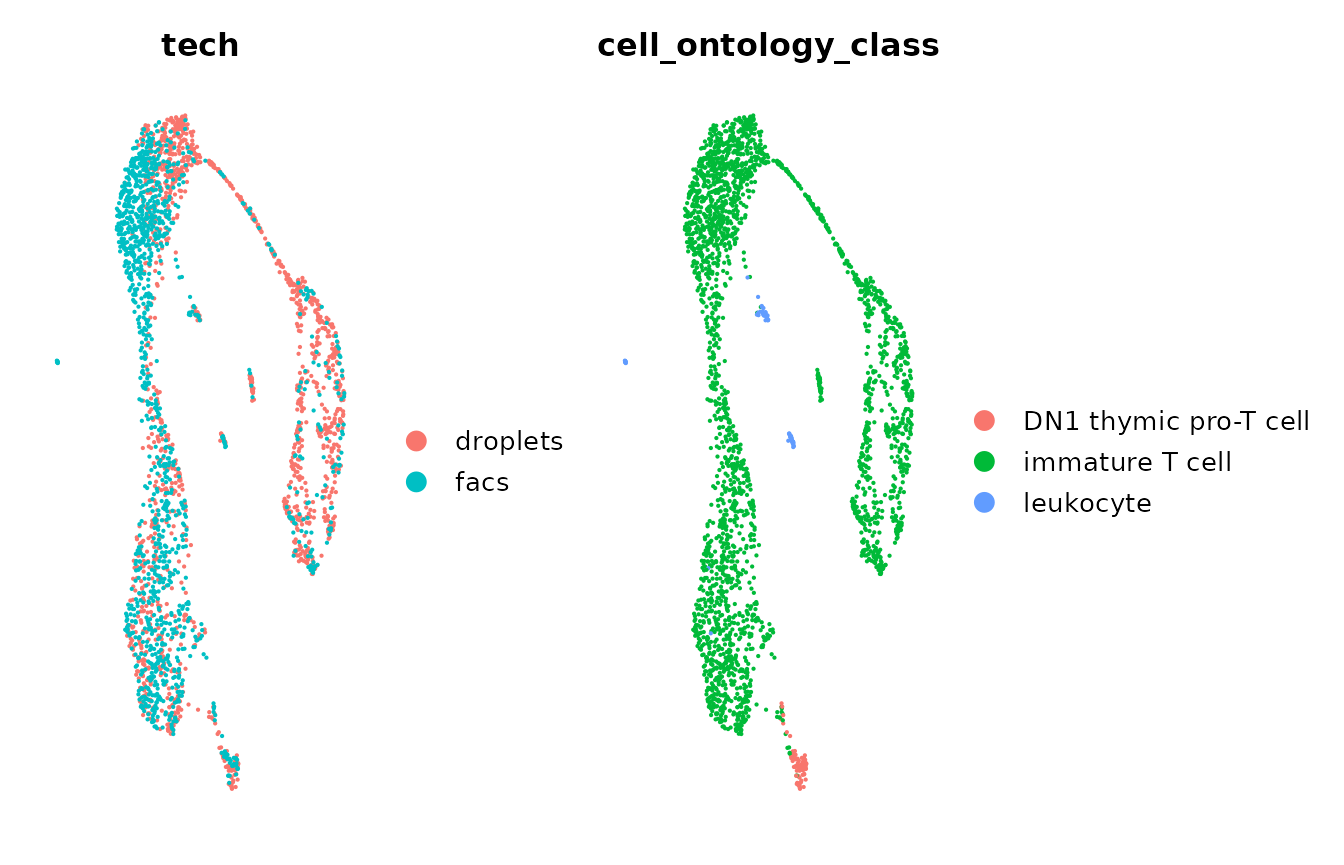 tech
cell_ontology_class
droplets
facs
DN1 thymic pro-T cell
immature T cell
leukocyte